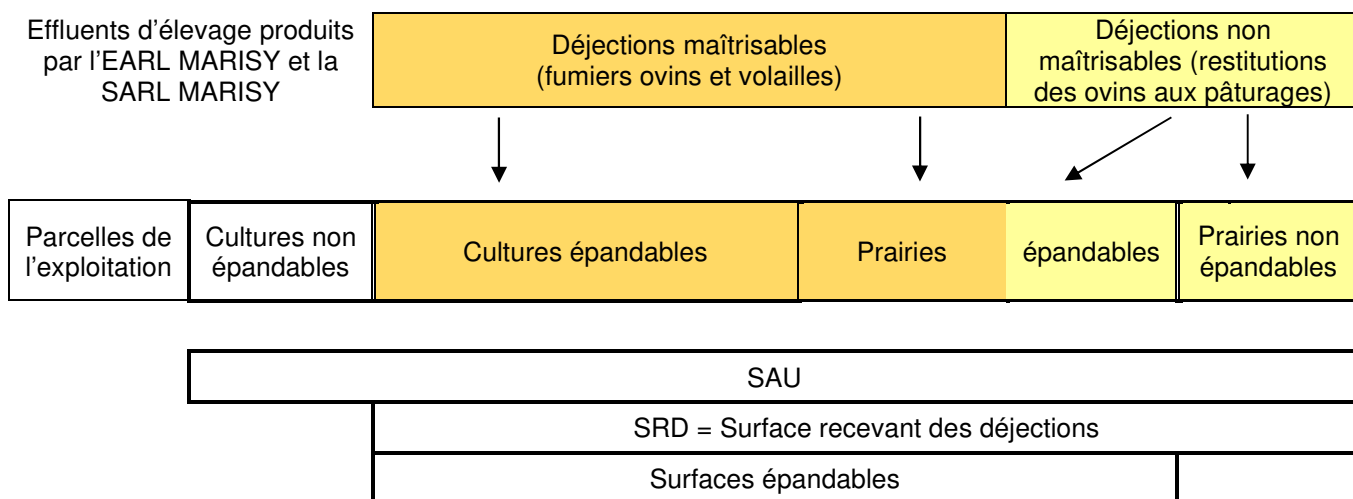 Effluents d'élevage produits
par l'EARL MARISY et la
SARL MARISY
Déjections maîtrisables
(fumiers ovins et volailles)
Déjections non
maîtrisables (restitutions
des ovins aux pâturages)
Parcelles de
l'exploitation
Cultures non
épandables
Cultures épandables
Prairies
épandables
Prairies non
épandables
SAU
SRD = Surface recevant des déjections
Surfaces épandables